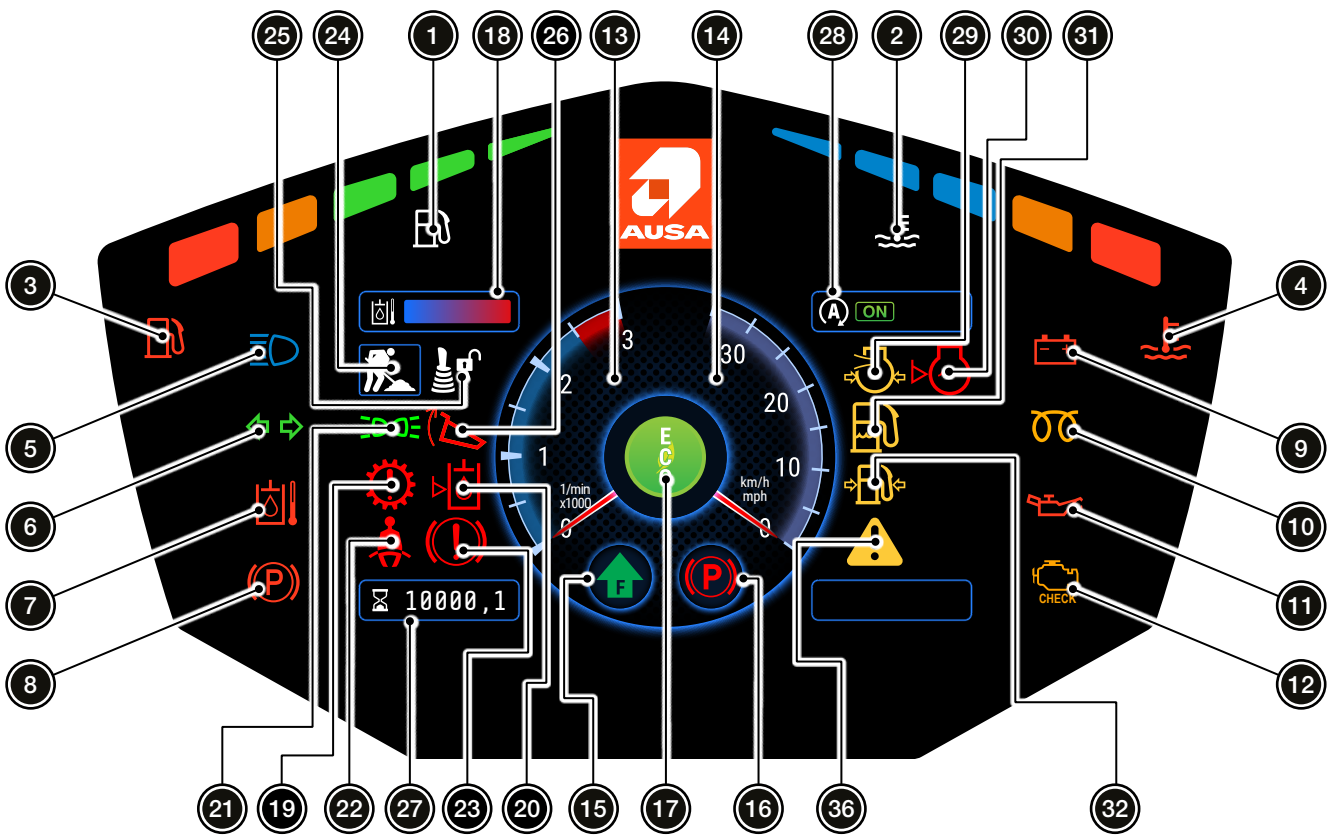 25 24 1 18 26 13 14 28 2 29 30 31
AUSA
3 4
A ON
3 30
2 20
5 9
1 10
E
C
O
1/min
x1000
km/h
mph
6 10
0 0
7 11
P F P CHECK
10000,1
8 12
21 19 22 27 23 20 15 17 16 36 32